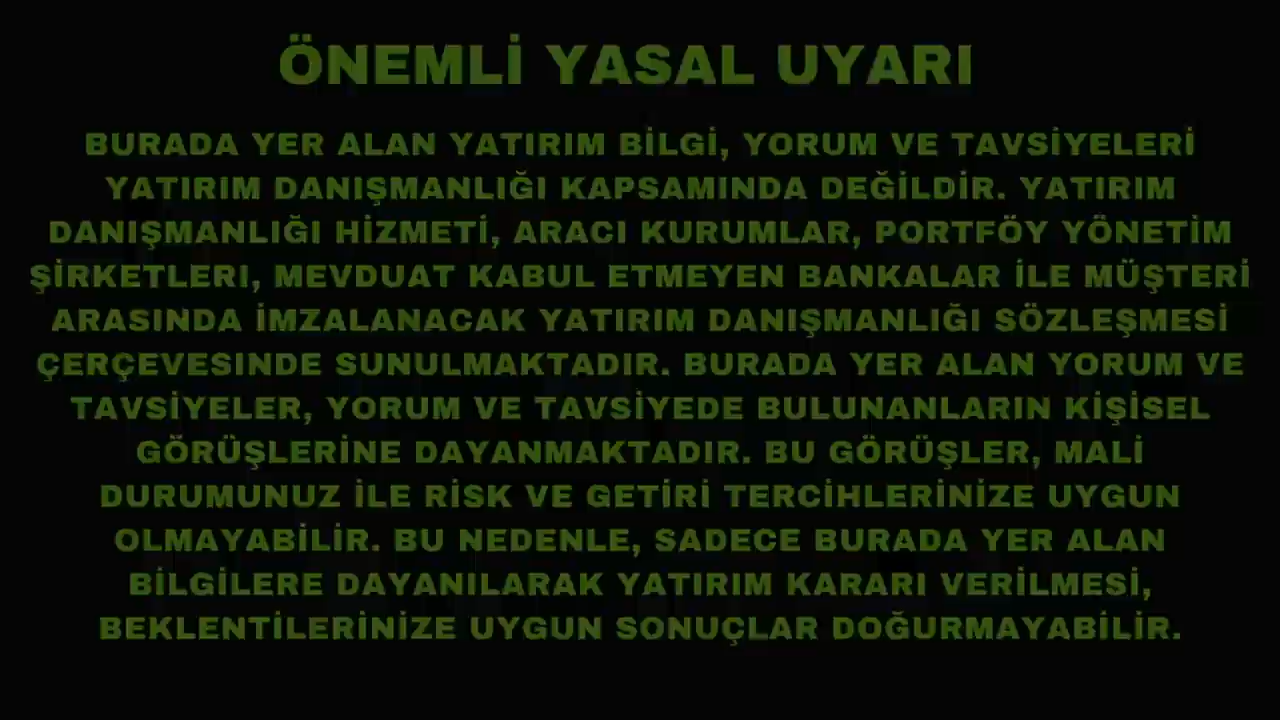 ÖNEMLİ YASAL UYARI
BURADA YER ALAN YATIRIM BİLGİ, YORUM VE TAVSİYELERİ
YATIRIM DANIŞMANLIĞI KAPSAMINDA DEĞİLDİR. YATIRIM
DANIŞMANLIĞI HİZMETİ, ARACI KURUMLAR, PORTFÖY YÖNETİM
ŞİRKETLERI, MEVDUAT KABUL ETMEYEN BANKALAR İLE MÜŞTERİ
ARASINDA İMZALANACAK YATIRIM DANIŞMANLIĞI SÖZLEŞMESİ
ÇERÇEVESINDE SUNULMAKTADIR. BURADA YER ALAN YORUM VE
TAVSİYELER, YORUM VE TAVSİYEDE BULUNANLARIN KİŞİSEL
GÖRÜŞLERİNE DAYANMAKTADIR. BU GÖRÜŞLER, MALİ
DURUMUNUZ İLE RİSK VE GETİRİ TERCİHLERİNİZE UYGUN
OLMAYABİLİR. BU NEDENLE, SADECE BURADA YER ALAN
BİLGİLERE DAYANILARAK YATIRIM KARARI VERİLMESİ,
BEKLENTİLERİNİZE UYGUN SONUÇLAR DOĞURMAYABİLİR.